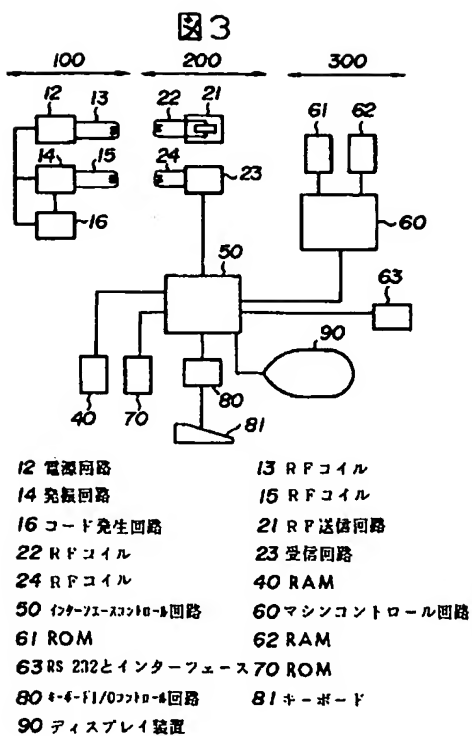 図3
100 200 300
12 13 22 21 61 62
14 15 24 23
16 60
50 63
90
40 70 80
81
12 電源回路 13 RFコイル
14 発振回路 15 RFコイル
16 コード発生回路 21 RF送信回路
22 RFコイル 23 受信回路
24 RFコイル 40 RAM
50 インターフェースコントロール回路 60 マシンコントロール回路
61 ROM 62 RAM
63 RS 232とインターフェース 70 ROM
80 キーボードI/Oコントロール回路 81 キーボード
90 ディスプレイ装置